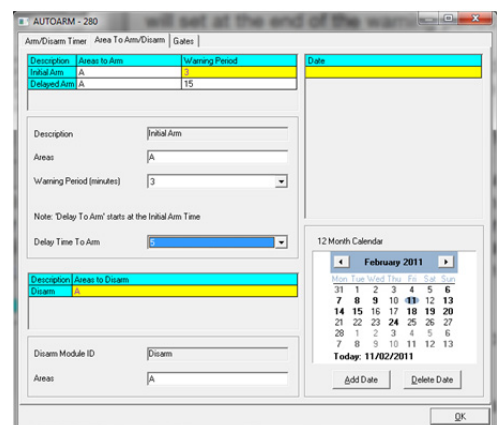 will set at the end of the warning p
AUTOARM - 280
Arm/Disarm Timer Area To Arm/Disarm Gates
Description Areas to Arm Warning Period
Initial Arm A 3
Delayed Arm A 15
Date
Description Initial Arm
Areas A
Warning Period (minutes) 3
Note: 'Delay To Arm' starts at the Initial Arm Time
Delay Time To Arm 5
Description Areas to Disarm
Disarm A
Disarm Module ID Disarm
Areas A
12 Month Calendar
February 2011
Mon Tue Wed Thu Fri Sat Sun
31 1 2 3 4 5 6
7 8 9 10 11 12 13
14 15 16 17 18 19 20
21 22 23 24 25 26 27
28 1 2 3 4 5 6
7 8 9 10 11 12 13
Today: 11/02/2011
Add Date Delete Date
OK